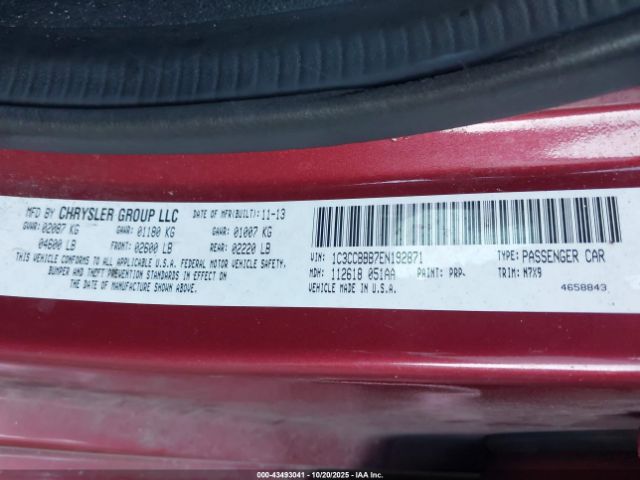 MFD BY CHRYSLER GROUP LLC DATE OF MFR(BUILT): 11-13
GVWR: 02087 KG GAWR: 01180 KG GAWR: 01007 KG
04600 LB FRONT: 02600 LB REAR: 02220 LB
THIS VEHICLE CONFORMS TO ALL APPLICABLE U.S.A. FEDERAL MOTOR VEHICLE SAFETY,
BUMPER AND THEFT PREVENTION STANDARDS IN EFFECT ON THE DATE OF
MANUFACTURE SHOWN ABOVE.
VIN: 1C3CCBBB7EN192871 TYPE: PASSENGER CAR
MDH: 112618 051AA PAINT: PRP- TRIM: N7X9
VEHICLE MADE IN U.S.A. 4658843
000-43493041 - 10/20/2025 - IAAI.com